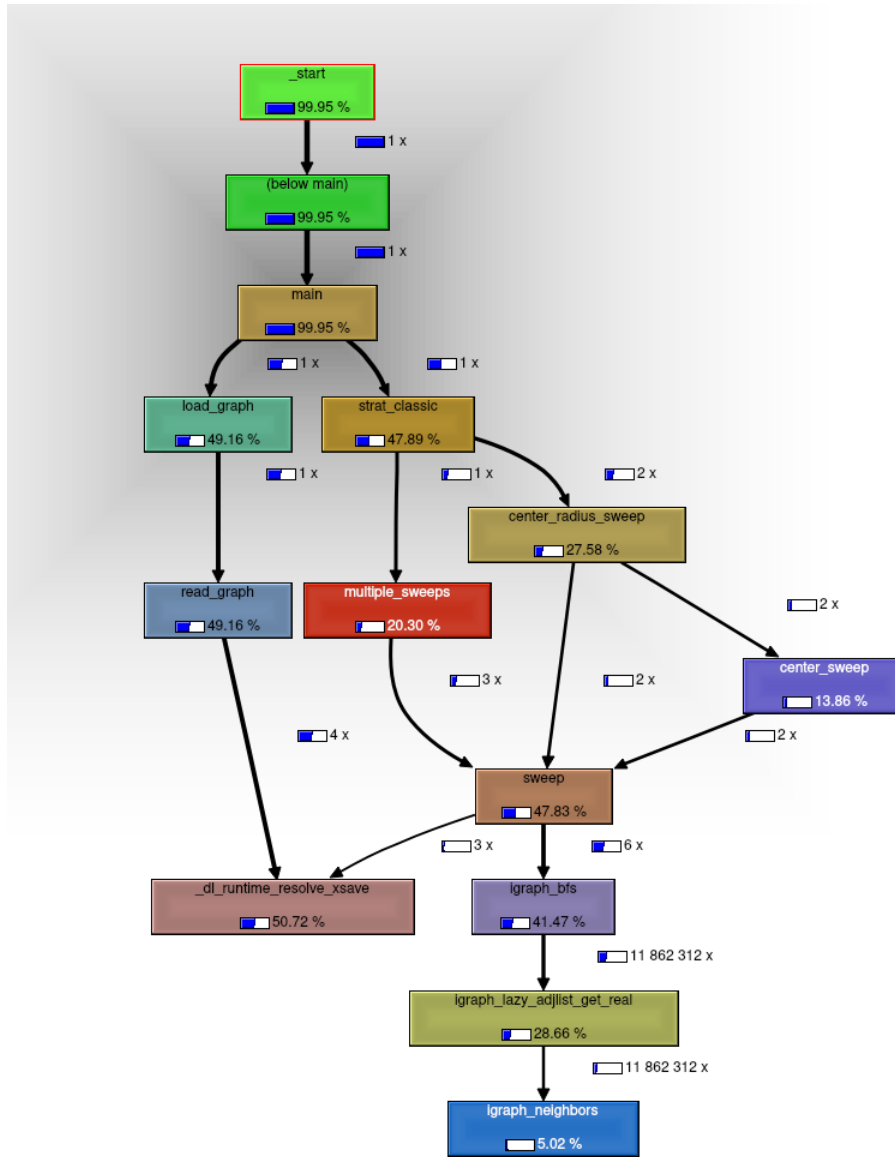 _start
99.95 %
1 x
(below main)
99.95 %
1 x
main
99.95 %
1 x
1 x
load_graph
49.16 %
strat_classic
47.89 %
1 x
1 x
2 x
center_radius_sweep
27.58 %
read_graph
49.16 %
multiple_sweeps
20.30 %
2 x
center_sweep
13.86 %
3 x
2 x
4 x
2 x
sweep
47.83 %
3 x
6 x
_dl_runtime_resolve_xsave
50.72 %
igraph_bfs
41.47 %
11 862 312 x
igraph_lazy_adjlist_get_real
28.66 %
11 862 312 x
igraph_neighbors
5.02 %